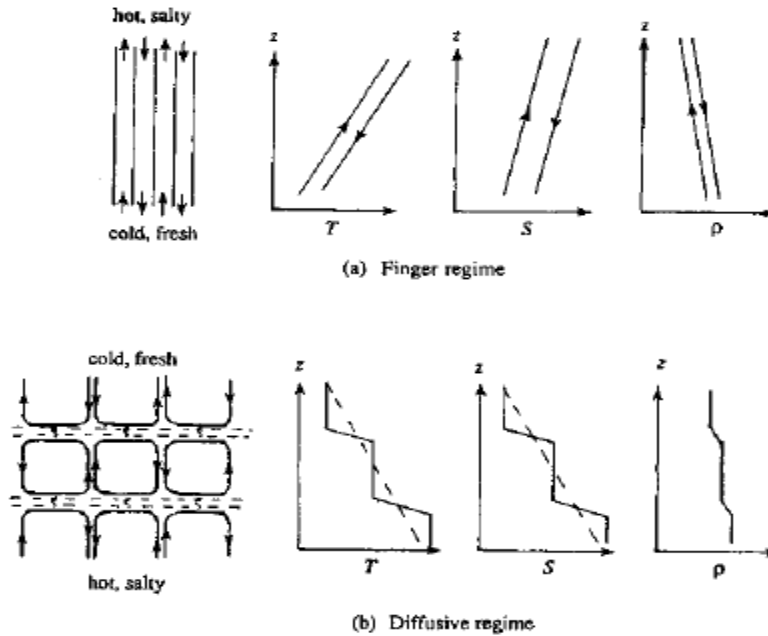 hot, salty
z
z
z
cold, fresh
T
S
ρ
(a) Finger regime
cold, fresh
z
z
z
T
S
ρ
hot, salty
(b) Diffusive regime